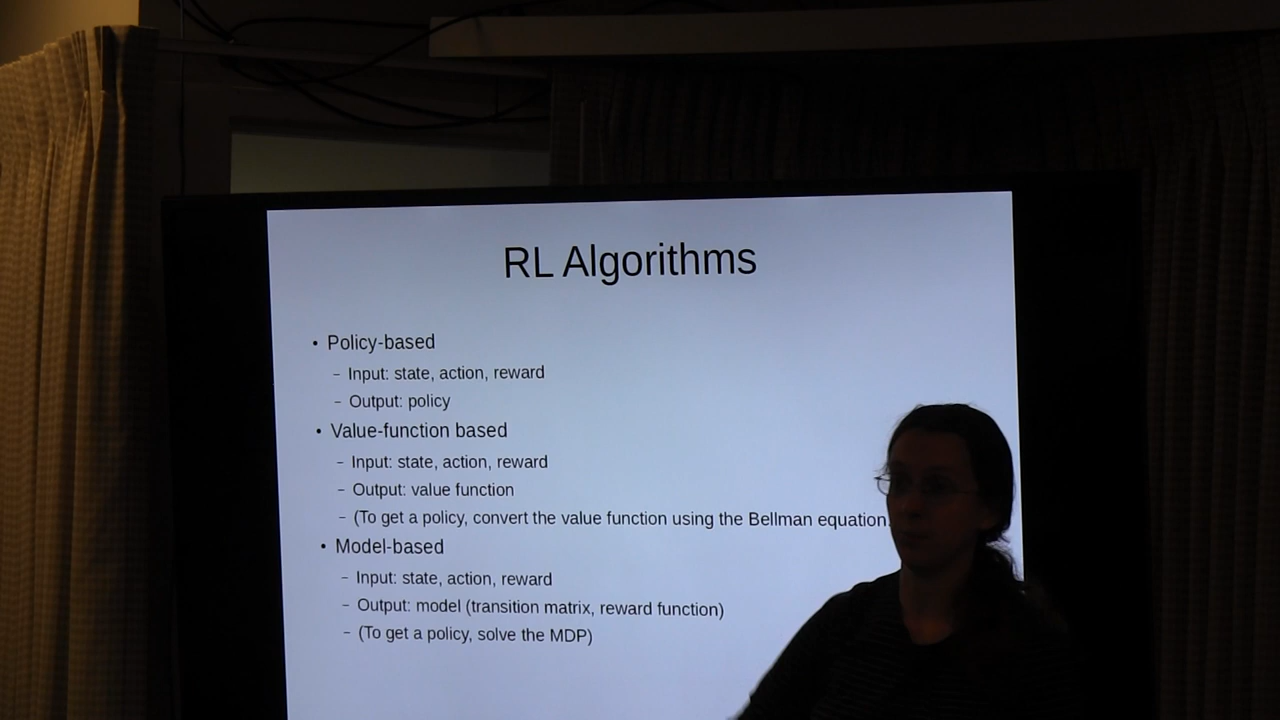 RL Algorithms
• Policy-based
– Input: state, action, reward
– Output: policy
• Value-function based
– Input: state, action, reward
– Output: value function
– (To get a policy, convert the value function using the Bellman equation
• Model-based
– Input: state, action, reward
– Output: model (transition matrix, reward function)
– (To get a policy, solve the MDP)